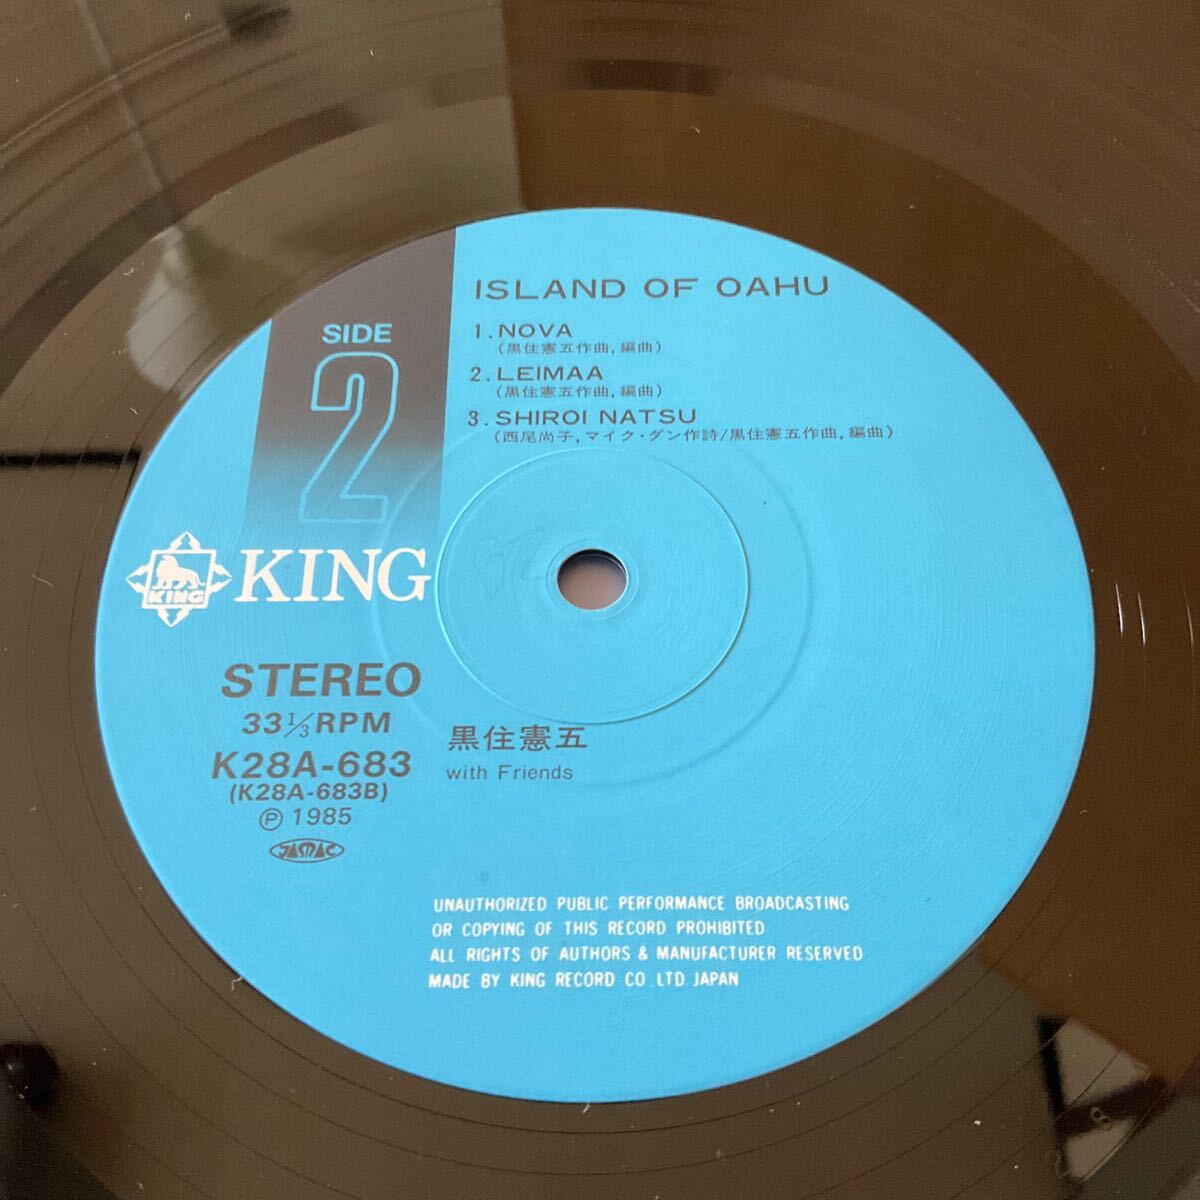 ISLAND OF OAHU
SIDE
2
1. NOVA
(黒住憲五作曲,編曲)
2. LEIMAA
(黒住憲五作曲,編曲)
3. SHIROI NATSU
(西尾尚子,マイク・ダン作詩/黒住憲五作曲,編曲)
KING
KING
STEREO
33 1/3 RPM
K28A-683
(K28A-683B)
Ⓟ 1985
JASMAC
黒住憲五
with Friends
UNAUTHORIZED PUBLIC PERFORMANCE BROADCASTING
OR COPYING OF THIS RECORD PROHIBITED
ALL RIGHTS OF AUTHORS & MANUFACTURER RESERVED
MADE BY KING RECORD CO. LTD JAPAN